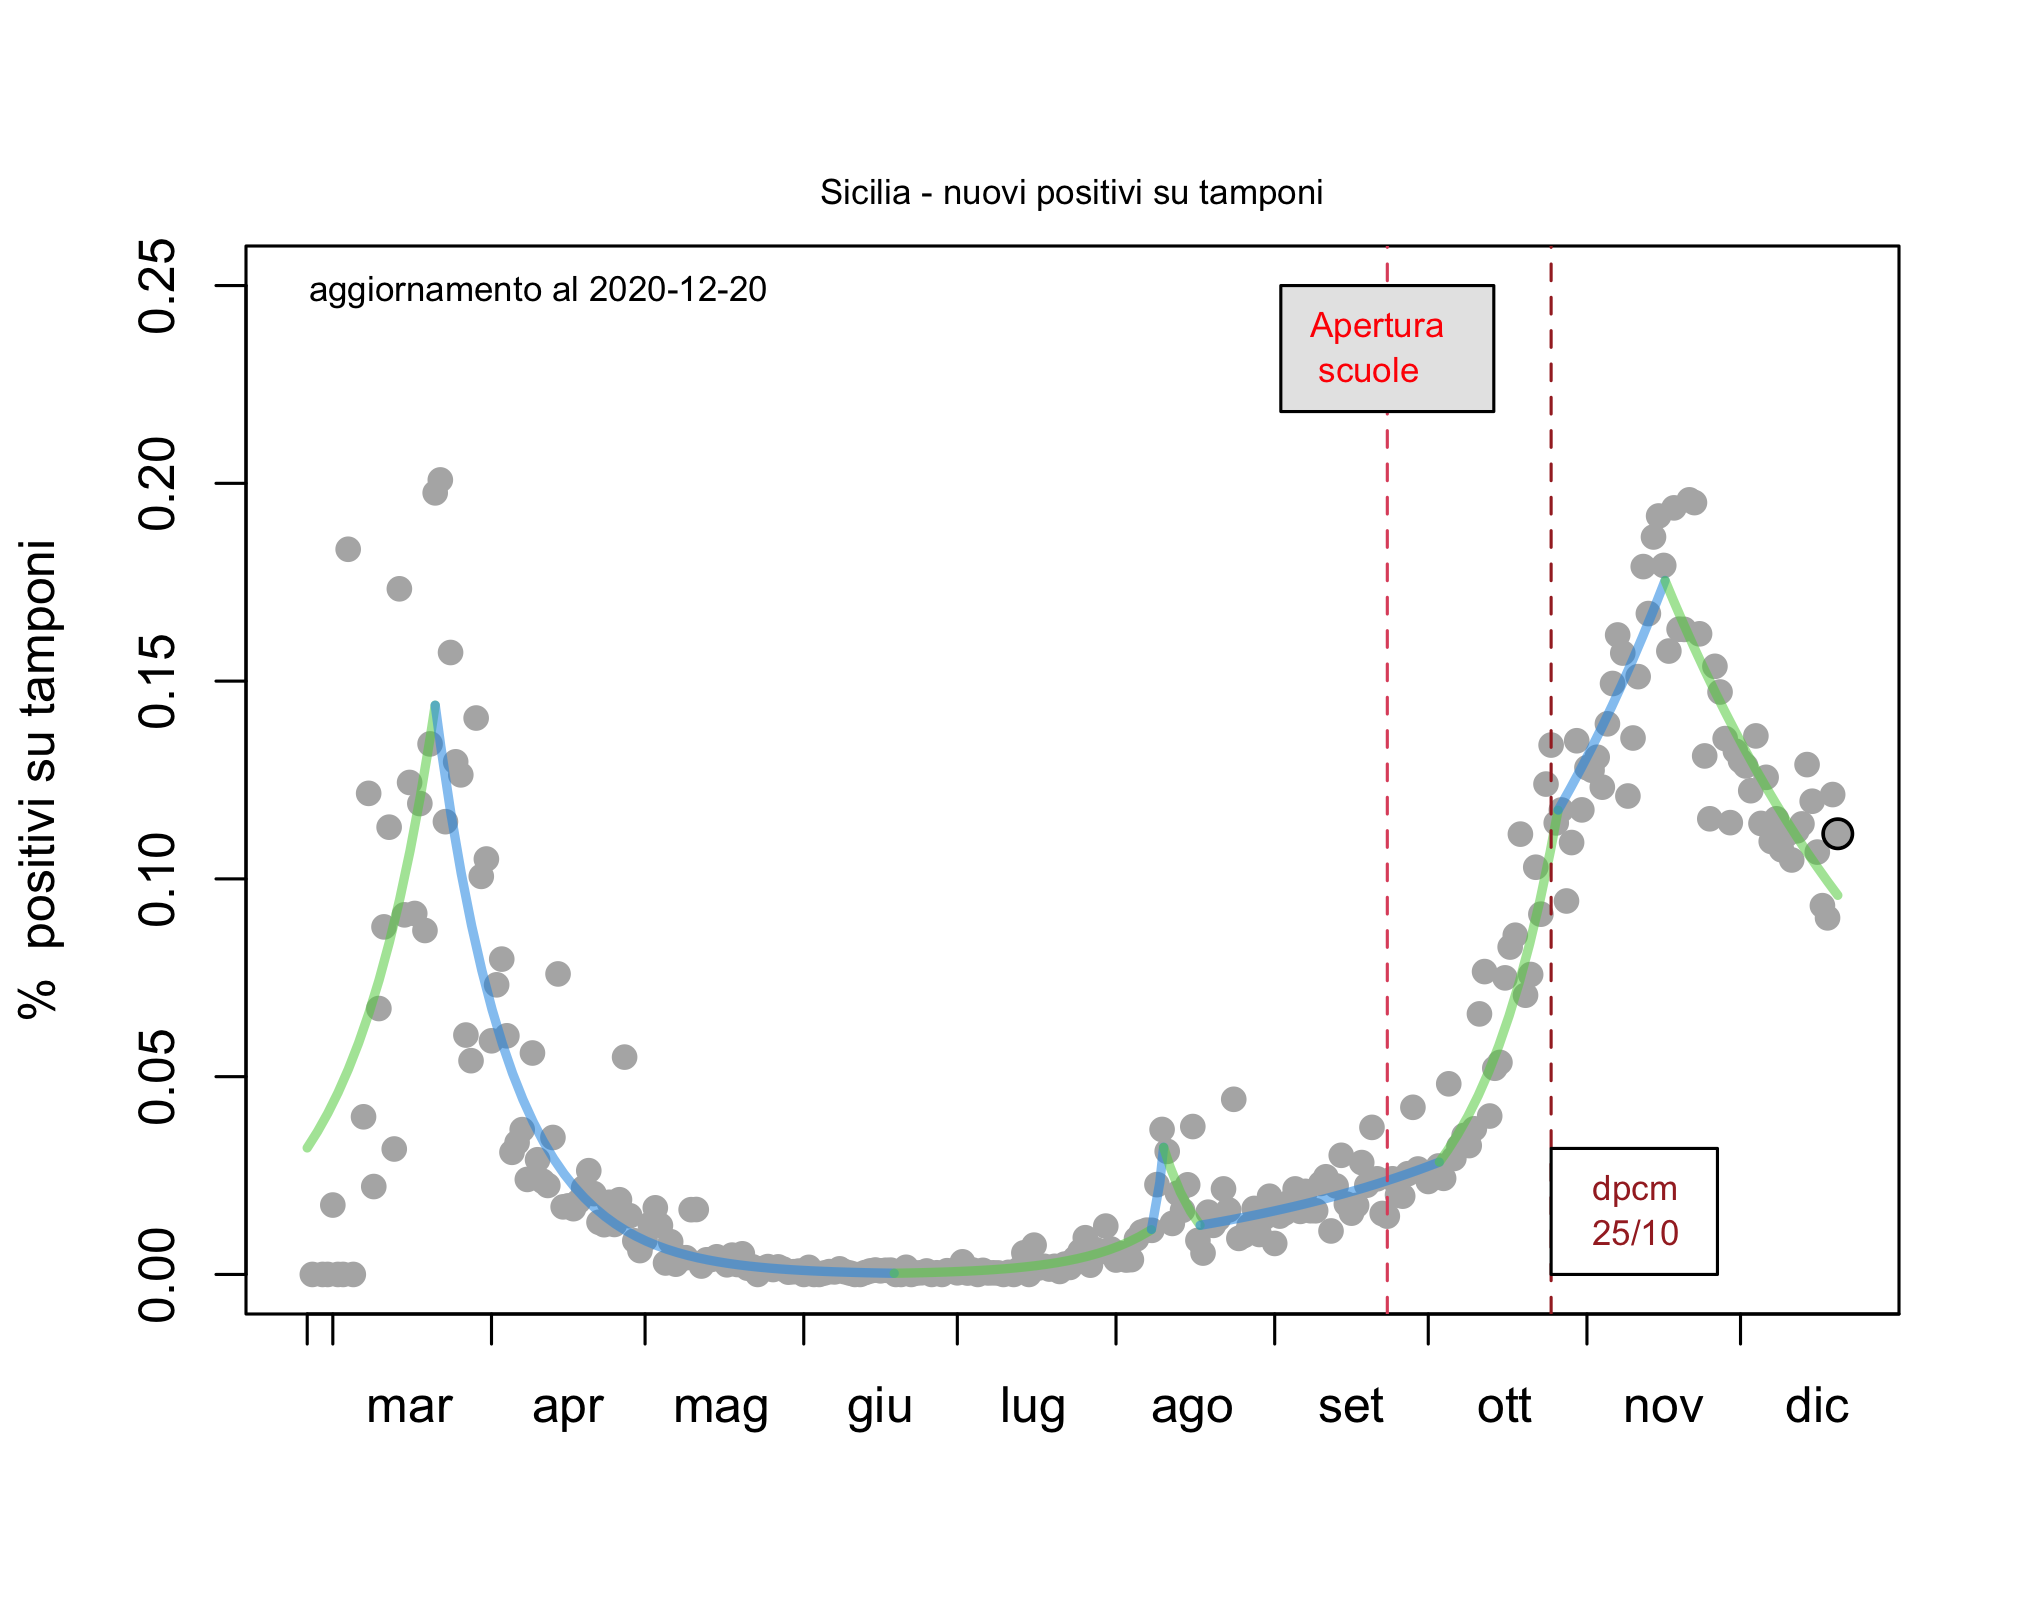 Sicilia - nuovi positivi su tamponi
aggiornamento al 2020-12-20
Apertura
scuole
dpcm
25/10
% positivi su tamponi
0.25
0.20
0.15
0.10
0.05
0.00
mar apr mag giu lug ago set ott nov dic